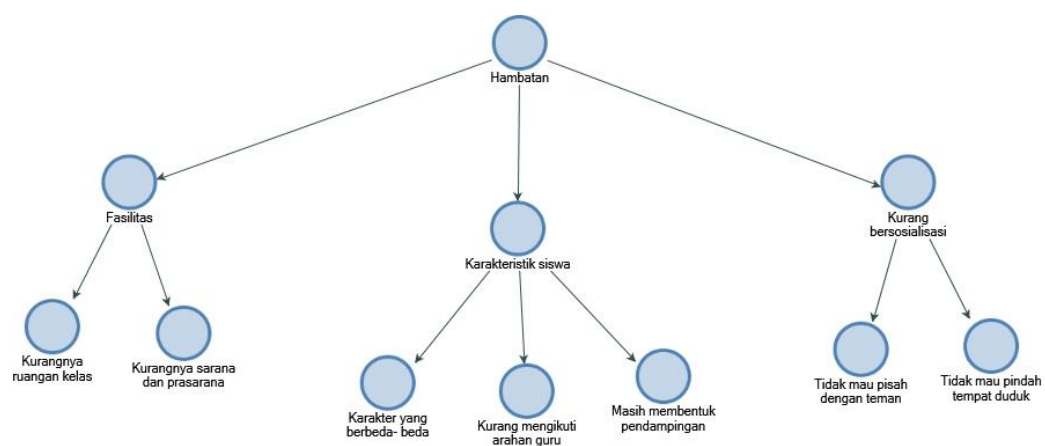 Hambatan
Fasilitas
Karakteristik siswa
Kurang
bersosialisasi
Kurangnya
ruangan kelas
Kurangnya sarana
dan prasarana
Karakter yang
berbeda- beda
Kurang mengikuti
arahan guru
Masih membentuk
pendampingan
Tidak mau pisah
dengan teman
Tidak mau pindah
tempat duduk